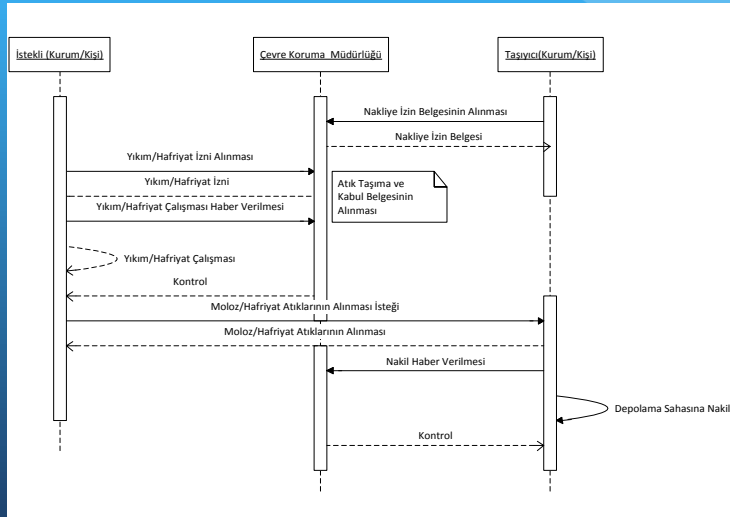 İstekli (Kurum/Kişi)
Çevre Koruma Müdürlüğü
Taşıyıcı(Kurum/Kişi)
Nakliye İzin Belgesinin Alınması
Nakliye İzin Belgesi
Yıkım/Hafriyat İzni Alınması
Yıkım/Hafriyat İzni
Atık Taşıma ve
Kabul Belgesinin
Alınması
Yıkım/Hafriyat Çalışması Haber Verilmesi
Yıkım/Hafriyat Çalışması
Kontrol
Moloz/Hafriyat Atıklarının Alınması İsteği
Moloz/Hafriyat Atıklarının Alınması
Nakil Haber Verilmesi
Depolama Sahasına Nakil
Kontrol